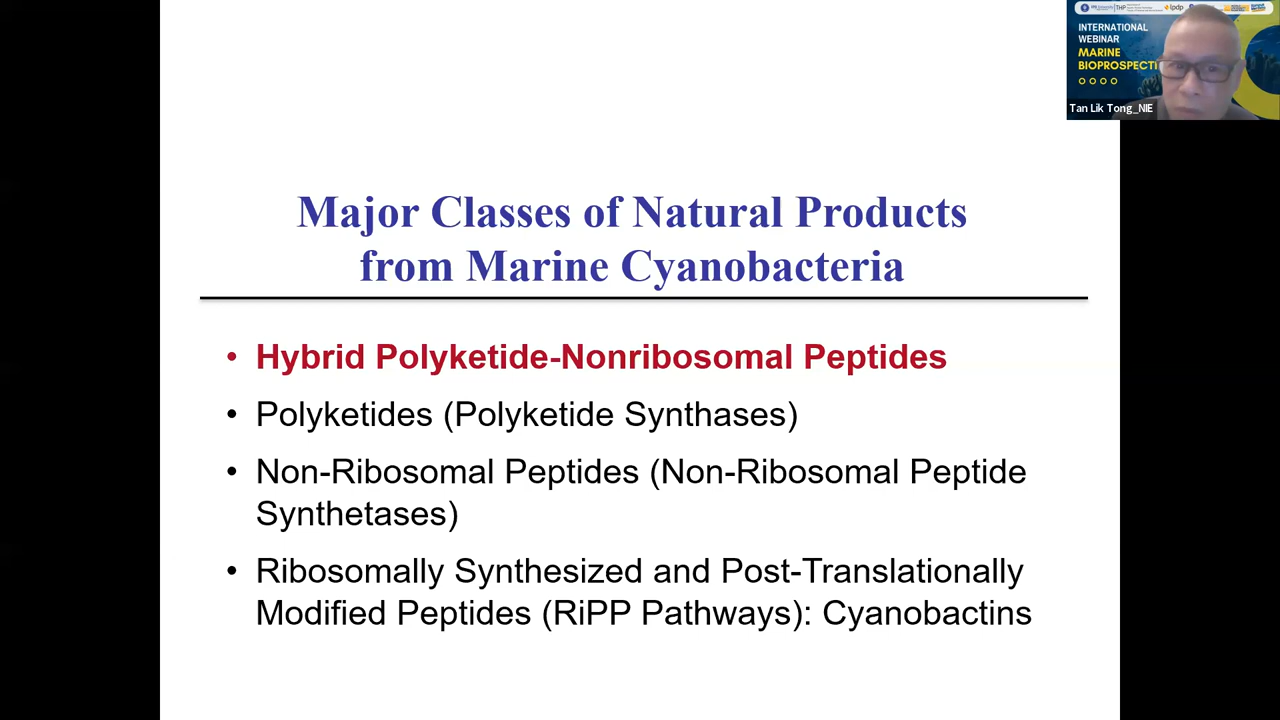 INTERNATIONAL
WEBINAR
MARINE
Tan Lik Tong_NIE
Major Classes of Natural Products
from Marine Cyanobacteria
• Hybrid Polyketide-Nonribosomal Peptides
• Polyketides (Polyketide Synthases)
• Non-Ribosomal Peptides (Non-Ribosomal Peptide
Synthetases)
• Ribosomally Synthesized and Post-Translationally
Modified Peptides (RiPP Pathways): Cyanobactins